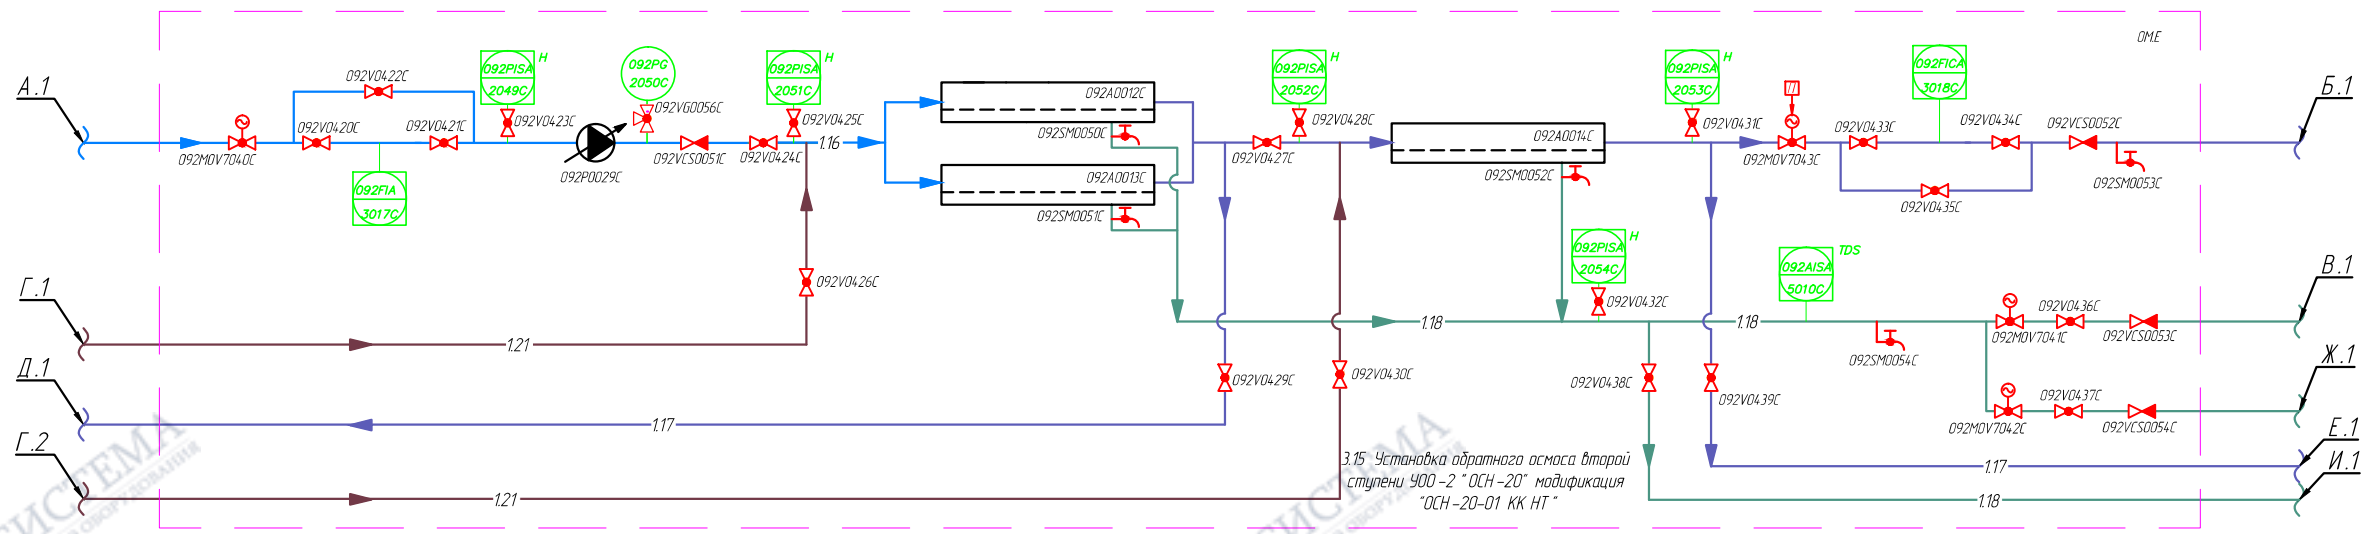 ОМ.Е
А.1
Б.1
092V0422C
092PISA
2049C
H
092PG
2050C
092PISA
2051C
H
092A0012C
092PISA
2052C
H
092PISA
2053C
H
092FICA
3018C
092V0420C
092V0421C
092V0423C
092VG0056C
092V0425C
092SM0050C
092V0428C
092A0014C
092V0431C
092V0433C
092V0434C
092VCS0052C
092MOV7040C
092P0029C
092VCS0051C
092V0424C
1.16
092V0427C
092MOV7043C
092FIA
3017C
092A0013C
092SM0051C
092SM0052C
092V0435C
092SM0053C
092PISA
2054C
H
092AISA
5010C
TDS
Г.1
В.1
092V0426C
092V0432C
092V0436C
1.21
1.18
1.18
092MOV7041C
092VCS0053C
092SM0054C
Д.1
Ж.1
092V0429C
092V0430C
092V0438C
092V0439C
092V0437C
1.17
092MOV7042C
092VCS0054C
Г.2
Е.1
1.21
1.17
И.1
1.18
3.15 Установка обратного осмоса второй
ступени УОО-2 "ОСН-20" модификация
"ОСН-20-01 КК НТ"
СИСТЕМА
ОБОРУДОВАНИЯ
СИСТЕМА
ОБОРУДОВАНИЯ